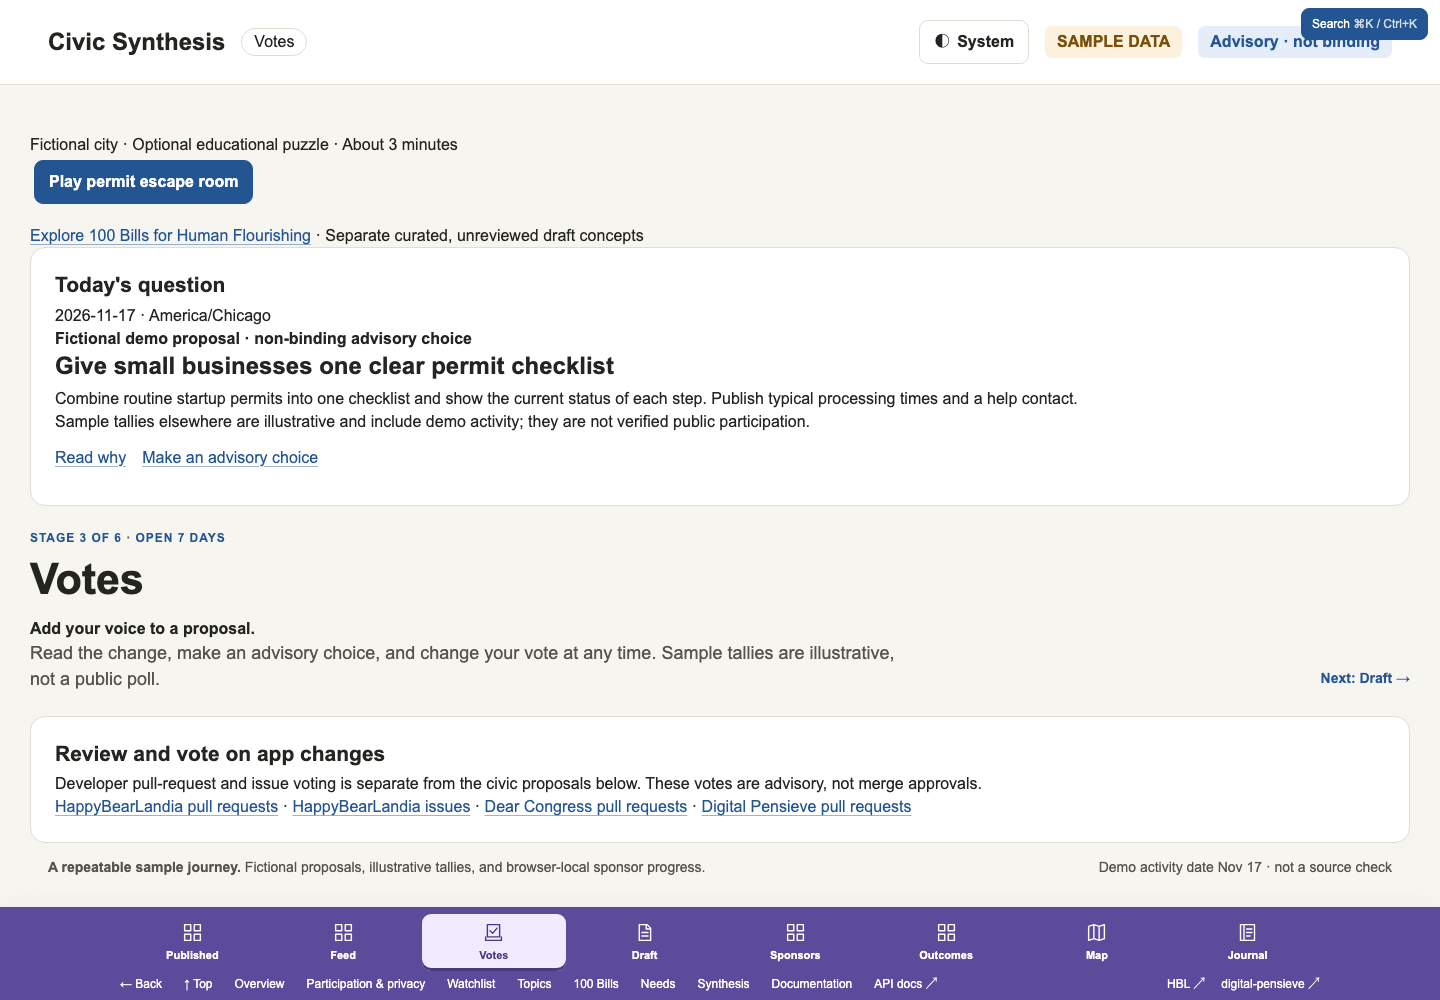 Civic Synthesis
Votes
System
SAMPLE DATA
Advisory · not binding
Search ⌘K / Ctrl+K
Fictional city · Optional educational puzzle · About 3 minutes
Play permit escape room
Explore 100 Bills for Human Flourishing · Separate curated, unreviewed draft concepts
Today's question
2026-11-17 · America/Chicago
Fictional demo proposal · non-binding advisory choice
Give small businesses one clear permit checklist
Combine routine startup permits into one checklist and show the current status of each step. Publish typical processing times and a help contact.
Sample tallies elsewhere are illustrative and include demo activity; they are not verified public participation.
Read why Make an advisory choice
STAGE 3 OF 6 · OPEN 7 DAYS
Votes
Add your voice to a proposal.
Read the change, make an advisory choice, and change your vote at any time. Sample tallies are illustrative,
not a public poll.
Next: Draft →
Review and vote on app changes
Developer pull-request and issue voting is separate from the civic proposals below. These votes are advisory, not merge approvals.
HappyBearLandia pull requests · HappyBearLandia issues · Dear Congress pull requests · Digital Pensieve pull requests
A repeatable sample journey. Fictional proposals, illustrative tallies, and browser-local sponsor progress.
Demo activity date Nov 17 · not a source check
Published Feed Votes Draft Sponsors Outcomes Map Journal
← Back ↑ Top Overview Participation & privacy Watchlist Topics 100 Bills Needs Synthesis Documentation API docs ↗ HBL ↗ digital-pensieve ↗